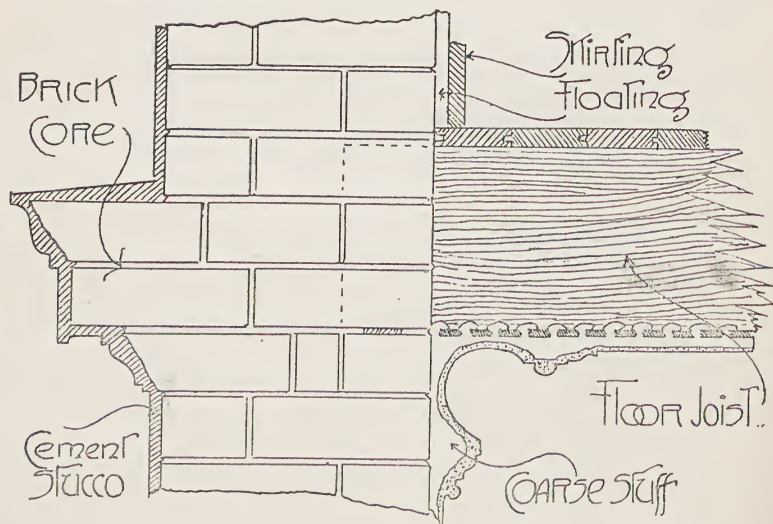 Skirting
Floating
Brick
Core
Floor Joist..
Cement
Stucco
Coarse Stuff